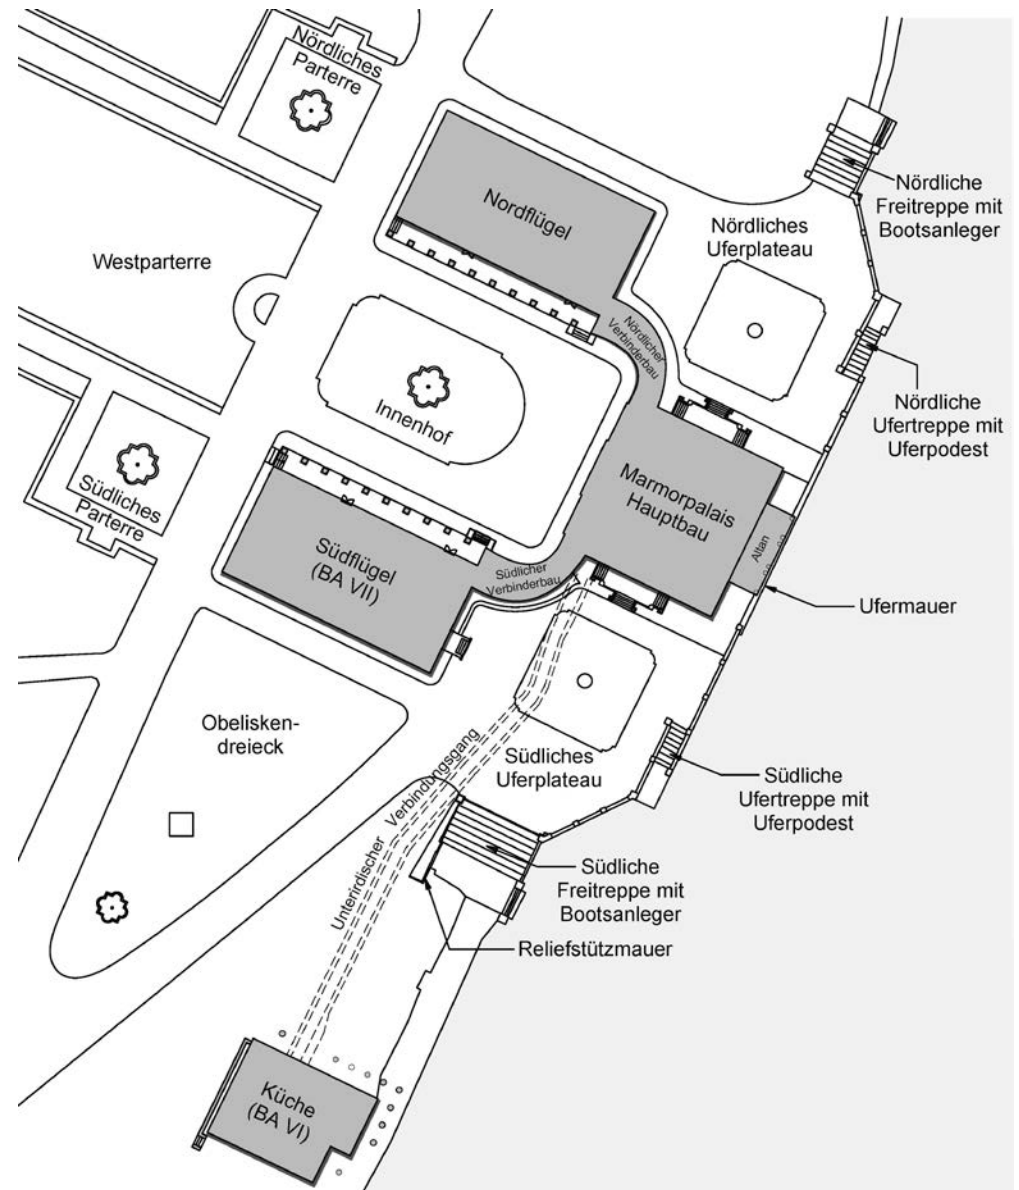 Nördliches
Parterre
Nordflügel
Nördliches
Uferplateau
Nördliche
Freitreppe mit
Bootsanleger
Westparterre
Nördlicher
Verbinderbau
Innenhof
Nördliche
Ufertreppe mit
Uferpodest
Südliches
Parterre
Marmorpalais
Hauptbau
Altan
Südflügel
(BA VII)
Südlicher
Verbinderbau
Ufermauer
Obelisken-
dreieck
Südliches
Uferplateau
Südliche
Ufertreppe mit
Uferpodest
Unterirdischer Verbindungsgang
Südliche
Freitreppe mit
Bootsanleger
Reliefstützmauer
Küche
(BA VI)